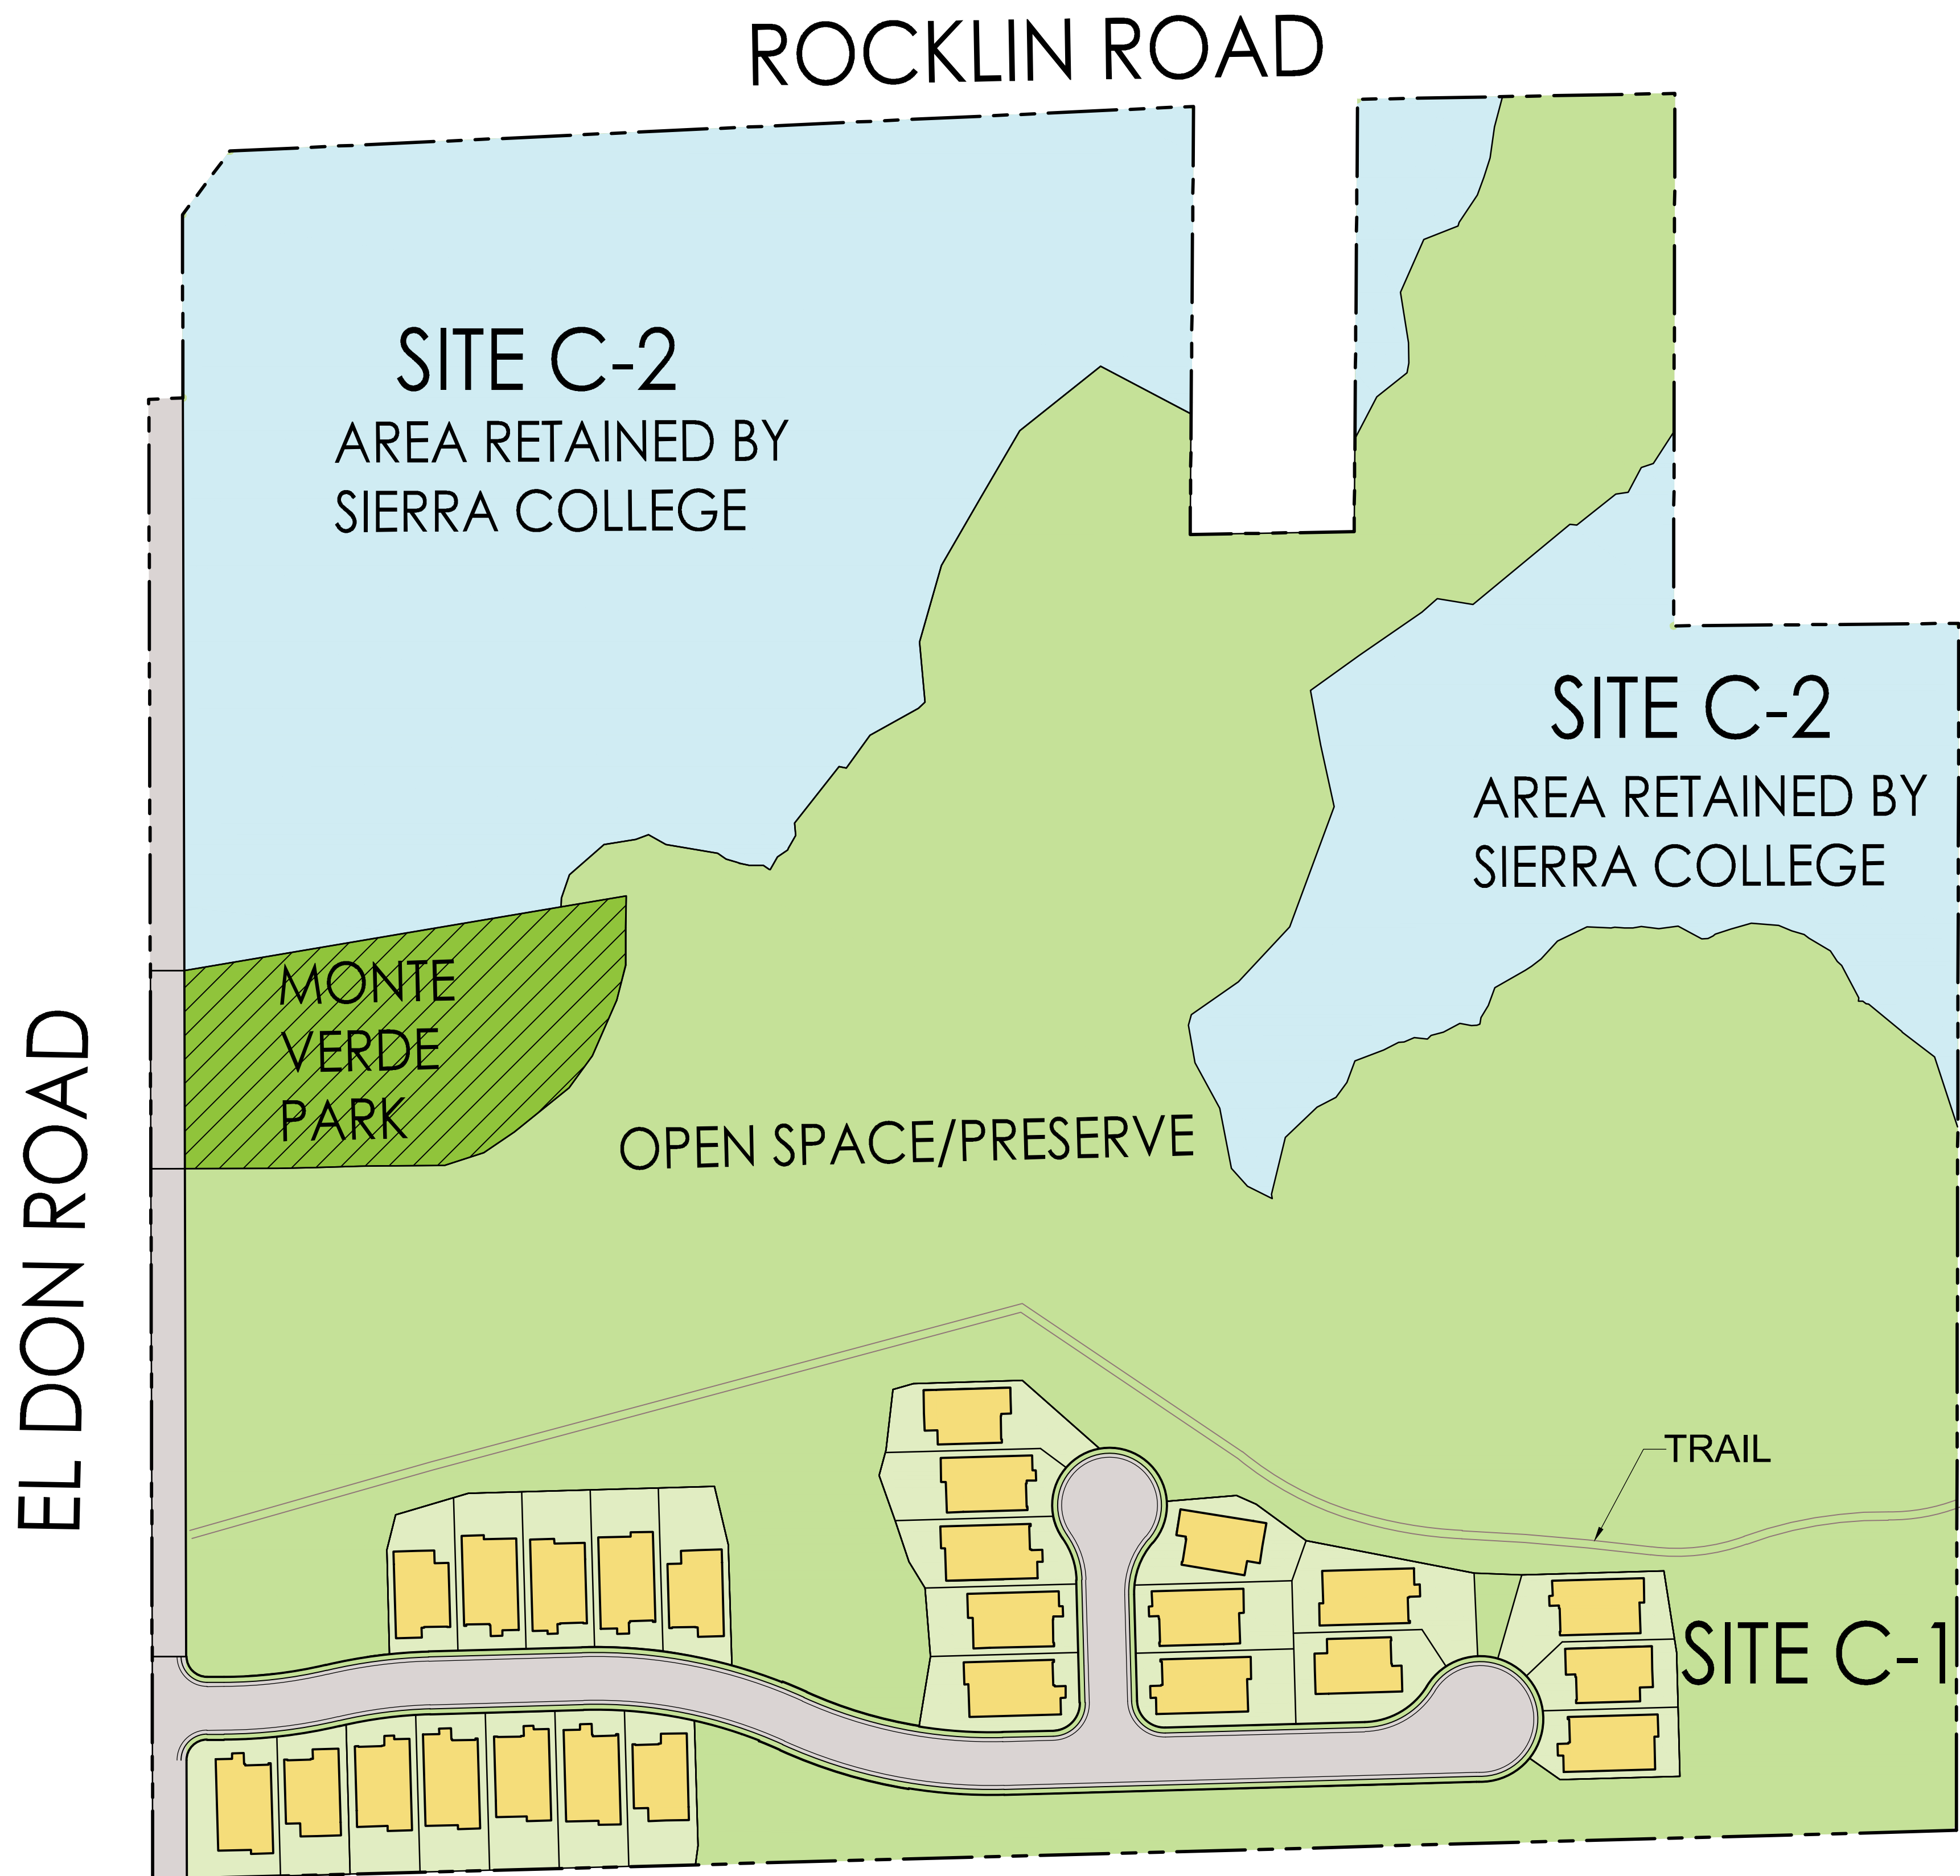 ROCKLIN ROAD
SITE C-2
AREA RETAINED BY
SIERRA COLLEGE
SITE C-2
AREA RETAINED BY
SIERRA COLLEGE
MONTE
VERDE
PARK
OPEN SPACE/PRESERVE
EL DON ROAD
TRAIL
SITE C-1